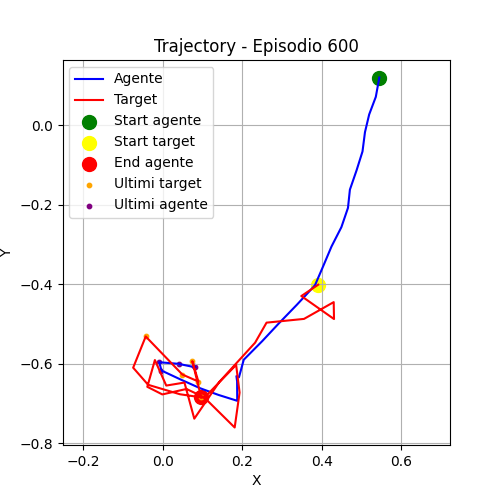 Trajectory - Episodio 600
Agente
Target
Start agente
Start target
End agente
Ultimi target
Ultimi agente
0.0
−0.2
−0.4
−0.6
−0.8
Y
−0.2
0.0
0.2
0.4
0.6
X